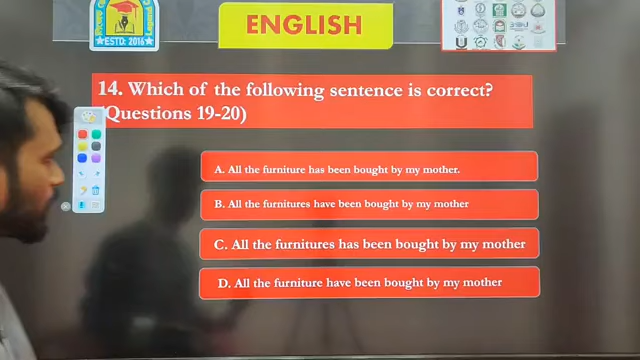 ESTD: 2016
ENGLISH
14. Which of the following sentence is correct?
(Questions 19-20)
A. All the furniture has been bought by my mother.
B. All the furnitures have been bought by my mother
C. All the furnitures has been bought by my mother
D. All the furniture have been bought by my mother